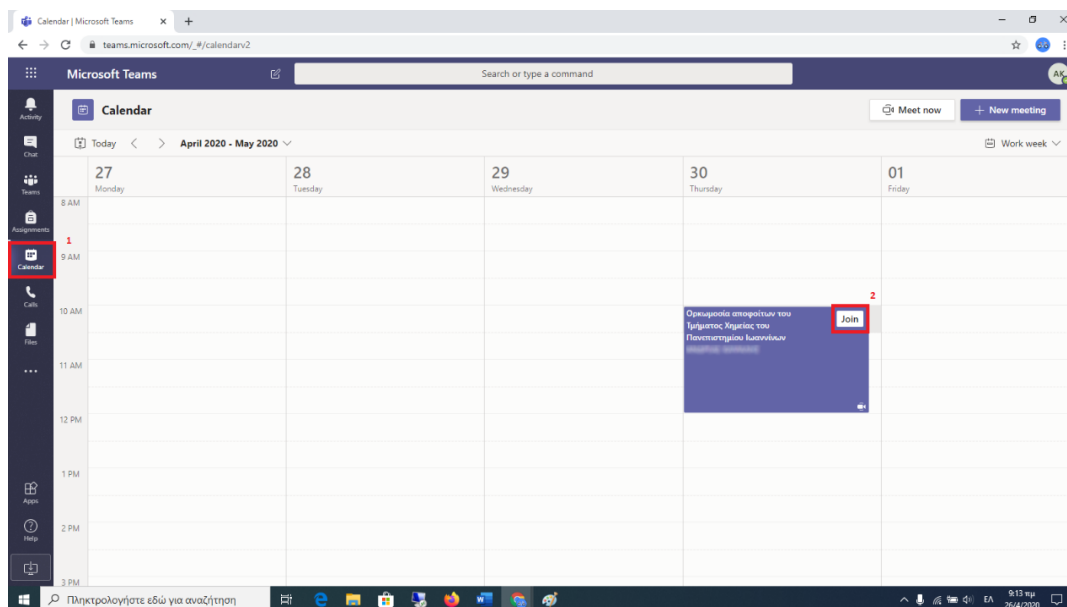 Calendar | Microsoft Teams
teams.microsoft.com/_#/calendarv2
Microsoft Teams
Search or type a command
AK
Activity
Calendar
Meet now
+ New meeting
Chat
Today
April 2020 - May 2020
Work week
Teams
27
28
29
30
01
Monday
Tuesday
Wednesday
Thursday
Friday
8 AM
Assignments
1
Calendar
9 AM
2
Calls
10 AM
Ορκωμοσία αποφοίτων του
Join
Τμήματος Χημείας του
Πανεπιστημίου Ιωαννίνων
Files
11 AM
12 PM
1 PM
Apps
2 PM
Help
3 PM
Πληκτρολογήστε εδώ για αναζήτηση
ΕΛ
9:13 πμ
26/4/2020